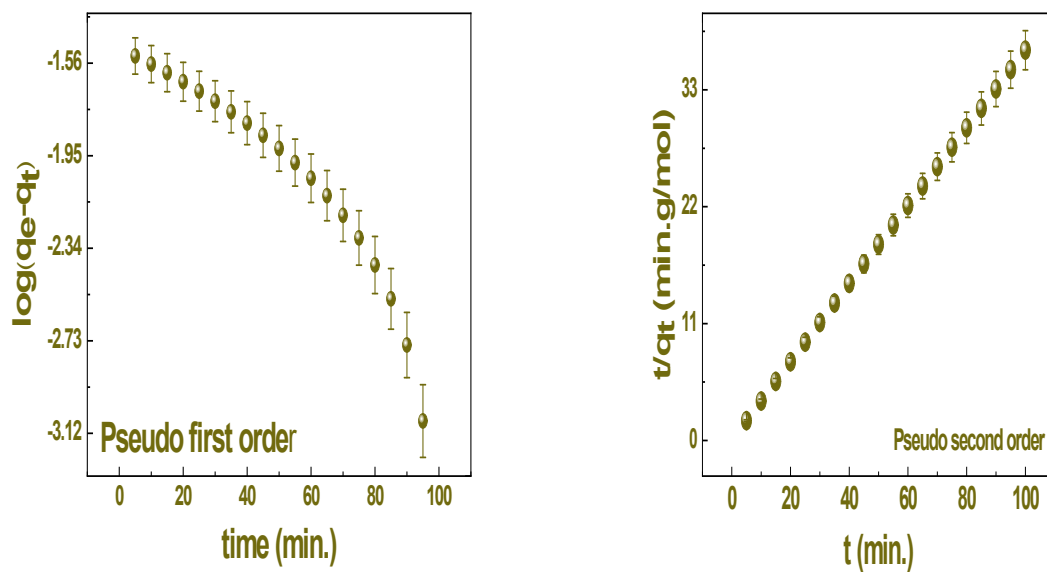 log(qe-qt)
-1.56
-1.95
-2.34
-2.73
-3.12
Pseudo first order
0 20 40 60 80 100
time (min.)
t/qt (min.g/mol)
33
22
11
0
Pseudo second order
0 20 40 60 80 100
t (min.)